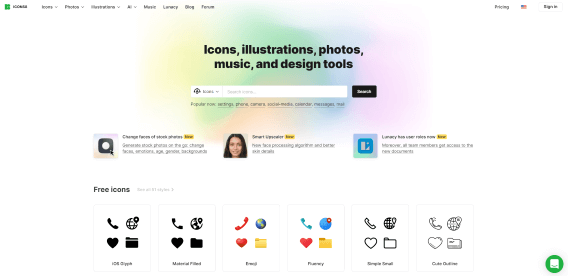 ICONS8
Icons Photos Illustrations AI Music Lunacy Blog Forum
Pricing Sign in
Icons, illustrations, photos,
music, and design tools
Icons Search icons... Search
Popular now: settings, phone, camera, social-media, calendar, messages, mail
Change faces of stock photos New
Generate stock photos on the go: change
faces, emotions, age, gender, backgrounds
Smart Upscaler New
New face processing algorithm and better
skin details
Lunacy has user roles now New
Moreover, all team members get access to the
new documents
Free icons See all 51 styles
iOS Glyph
Material Filled
Emoji
Fluency
Simple Small
Cute Outline